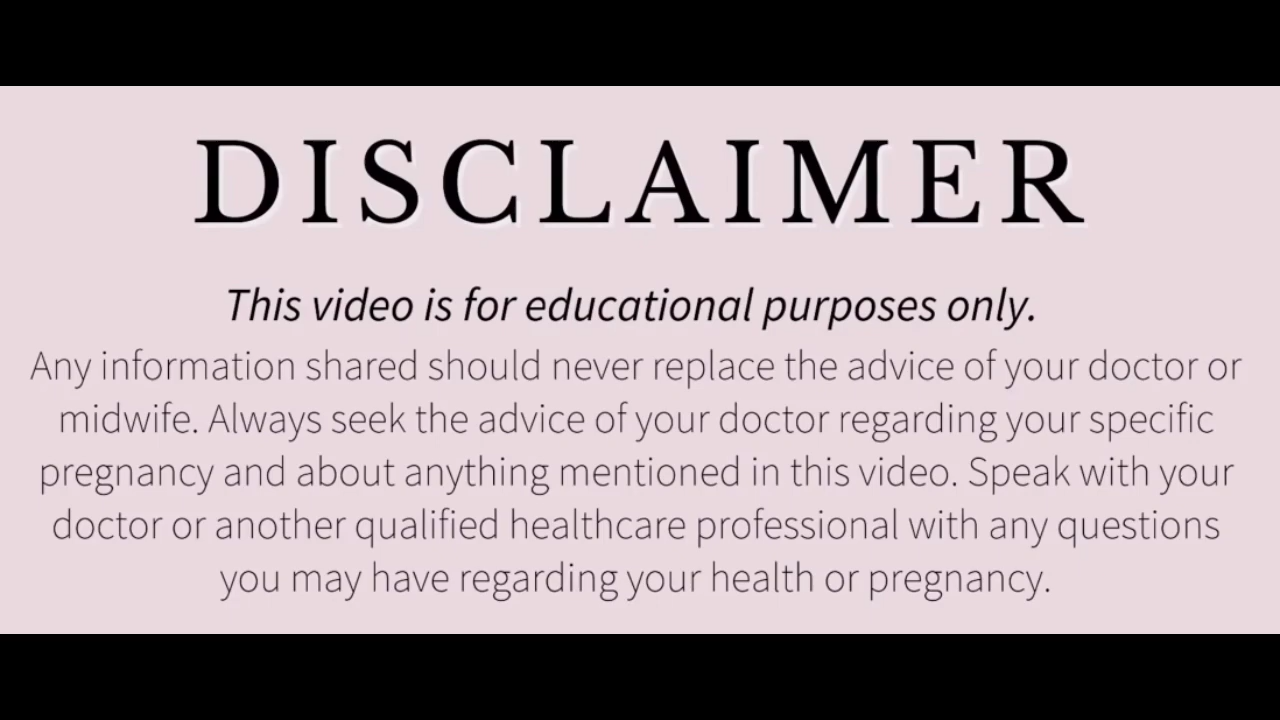 DISCLAIMER
This video is for educational purposes only.
Any information shared should never replace the advice of your doctor or
midwife. Always seek the advice of your doctor regarding your specific
pregnancy and about anything mentioned in this video. Speak with your
doctor or another qualified healthcare professional with any questions
you may have regarding your health or pregnancy.